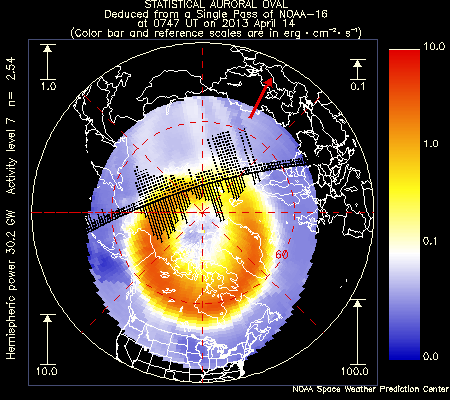 STATISTICAL AURORAL OVAL
Deduced from a Single Pass of NOAA-16
at 0747 UT on 2013 April 14
(Color bar and reference scales are in erg · cm⁻² · s⁻¹)
Hemispheric power 30.2 GW Activity level 7 n= 2.54
1.0
0.1
10.0
100.0
60
10.0
1.0
0.1
0.0
NOAA Space Weather Prediction Center